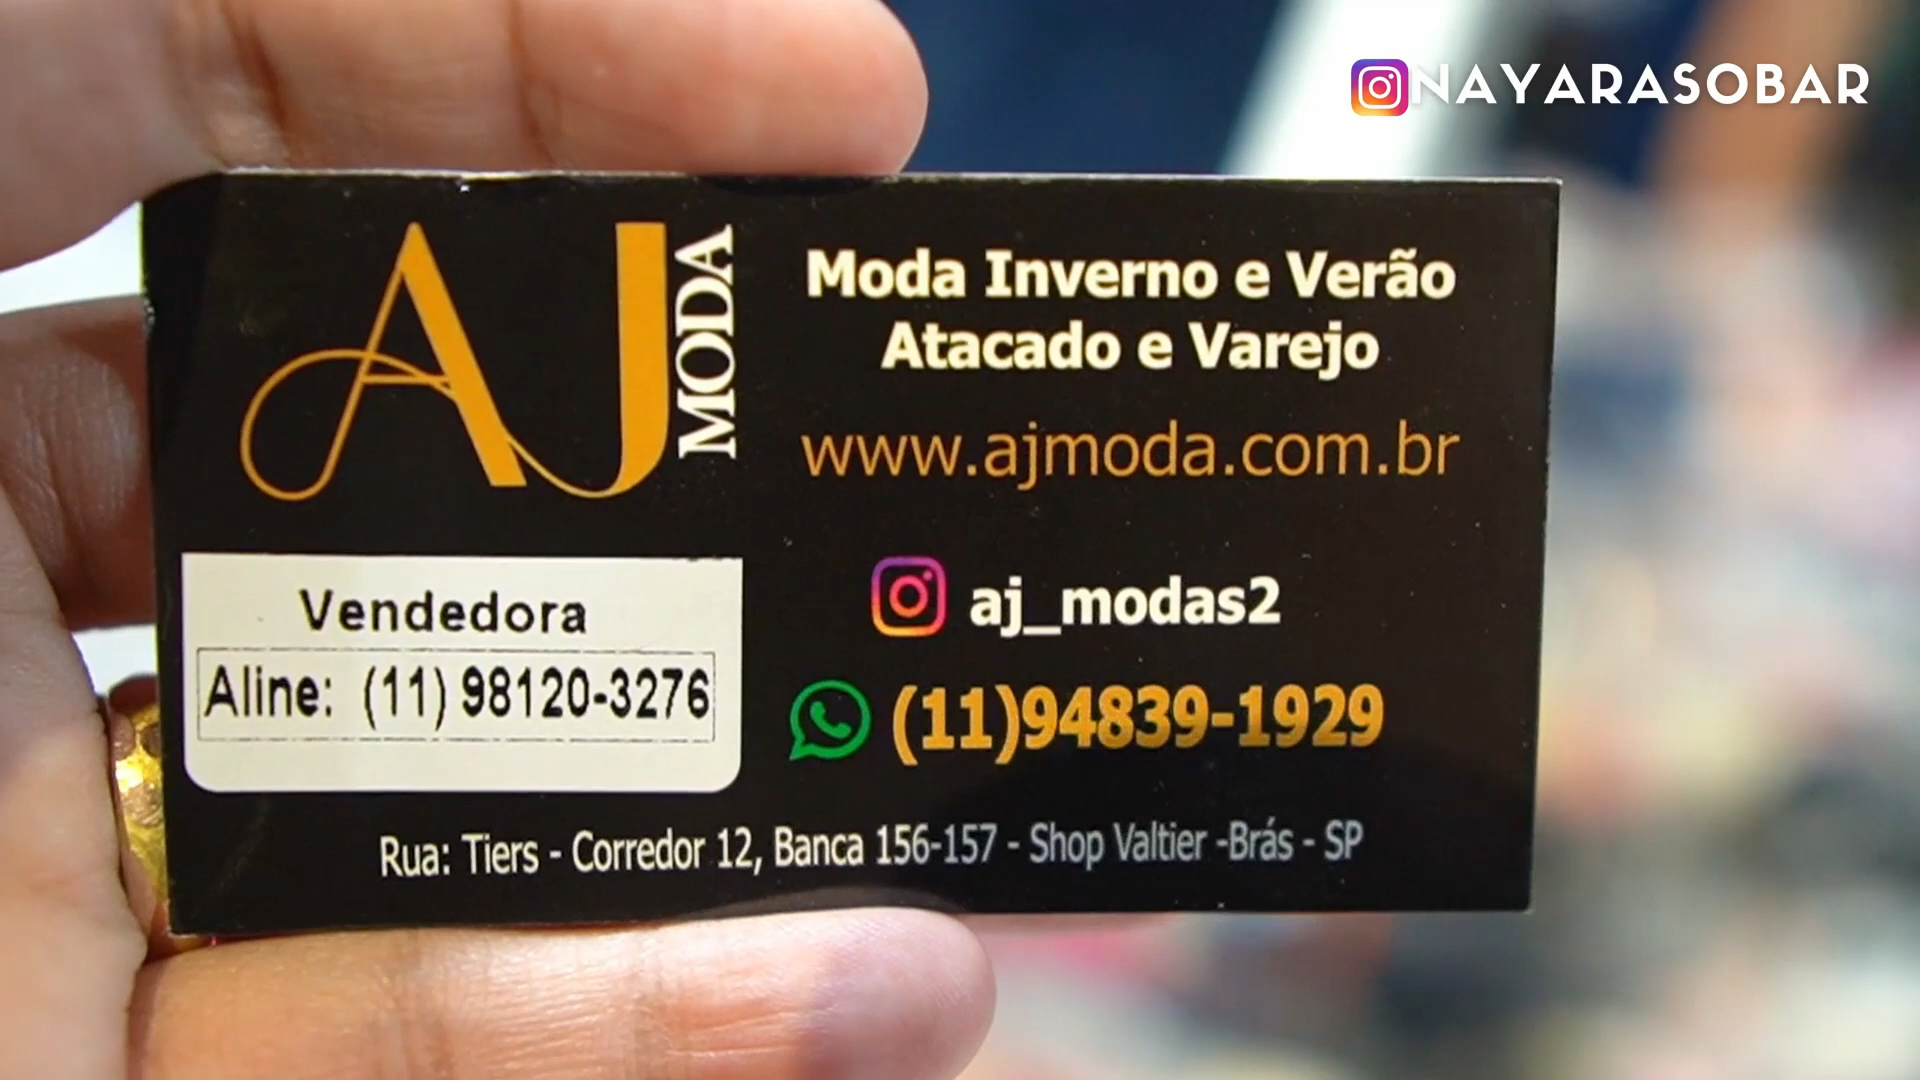 NAYARASOBAR
AJ
MODA
Moda Inverno e Verão
Atacado e Varejo
www.ajmoda.com.br
aj_modas2
(11)94839-1929
Vendedora
Aline: (11) 98120-3276
Rua: Tiers - Corredor 12, Banca 156-157 - Shop Valtier -Brás - SP